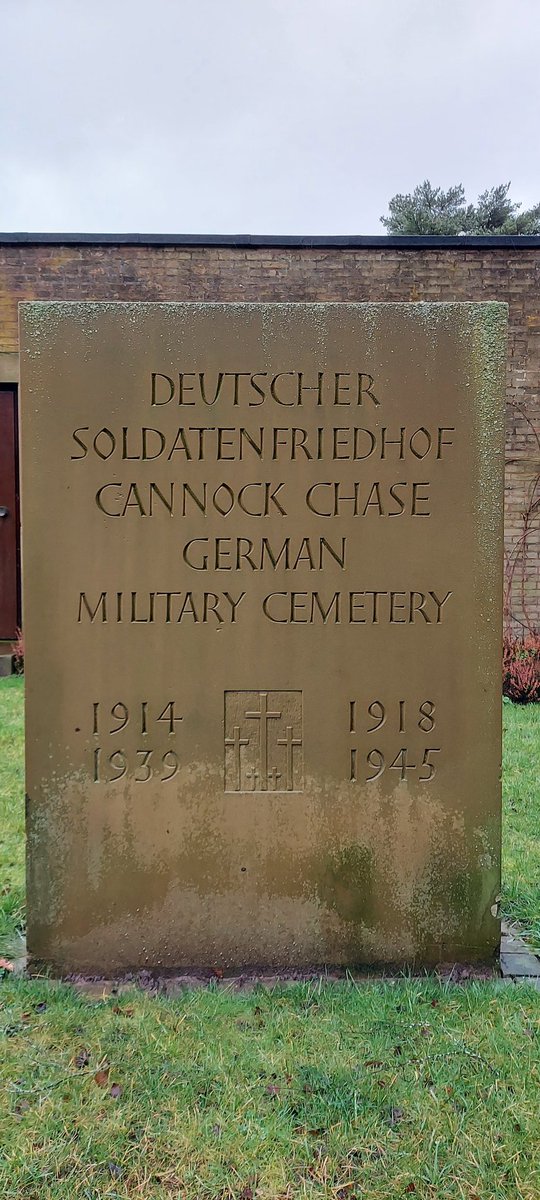 DEUTSCHER
SOLDATENFRIEDHOF
CANNOCK CHASE
GERMAN
MILITARY CEMETERY
1914 1918
1939 1945